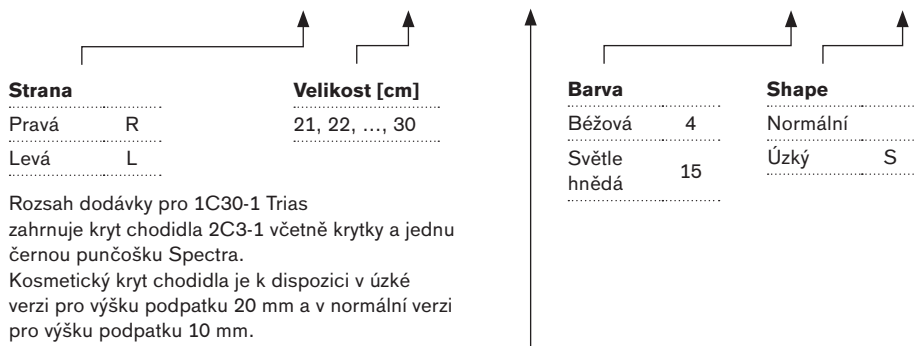 Strana
Pravá R
Levá L
Velikost [cm]
21, 22, …, 30
Rozsah dodávky pro 1C30-1 Trias
zahrnuje kryt chodidla 2C3-1 včetně krytky a jednu
černou punčošku Spectra.
Kosmetický kryt chodidla je k dispozici v úzké
verzi pro výšku podpatku 20 mm a v normální verzi
pro výšku podpatku 10 mm.
Barva
Béžová 4
Světle
hnědá 15
Shape
Normální
Úzký S